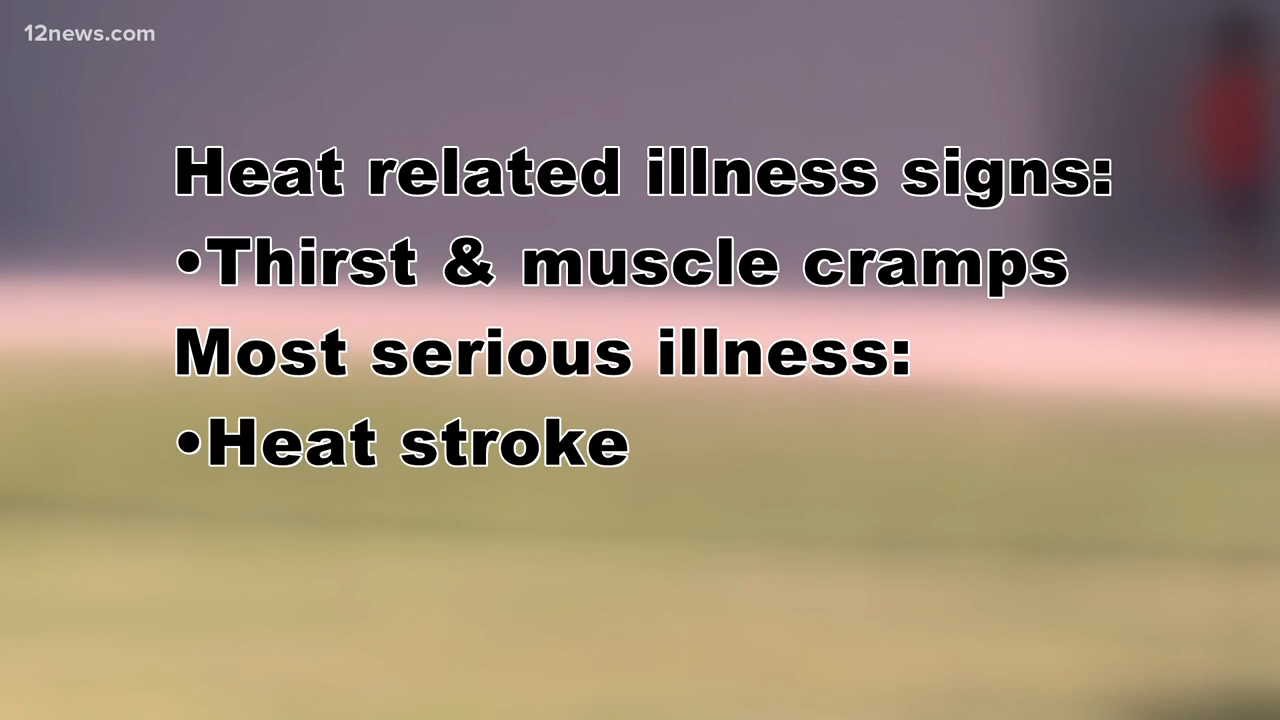 12news.com
Heat related illness signs:
•Thirst & muscle cramps
Most serious illness:
•Heat stroke